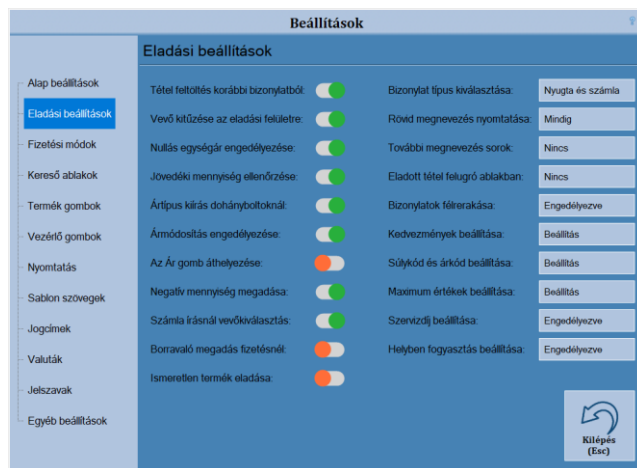 Beállítások
Eladási beállítások
Alap beállítások
Eladási beállítások
Fizetési módok
Kereső ablakok
Termék gombok
Vezérlő gombok
Nyomtatás
Sablon szövegek
Jogcímek
Valuták
Jelszavak
Egyéb beállítások
Tétel feltöltés korábbi bizonylatból:
Vevő kitűzése az eladási felületre:
Nullás egységár engedélyezése:
Jövedéki mennyiség ellenőrzése:
Ártípus kiírás dohányboltoknál:
Ármódosítás engedélyezése:
Az Ár gomb áthelyezése:
Negatív mennyiség megadása:
Számla írásnál vevőkiválasztás:
Borravaló megadás fizetésnél:
Ismeretlen termék eladása:
Bizonylat típus kiválasztása: Nyugta és számla
Rövid megnevezés nyomtatása: Mindig
További megnevezés sorok: Nincs
Eladott tétel felugró ablakban: Nincs
Bizonylatok félrerakása: Engedélyezve
Kedvezmények beállítása: Beállítás
Súlykód és árkód beállítása: Beállítás
Maximum értékek beállítása: Beállítás
Szervizdíj beállítása: Engedélyezve
Helyben fogyasztás beállítása: Engedélyezve
Kilépés
(Esc)